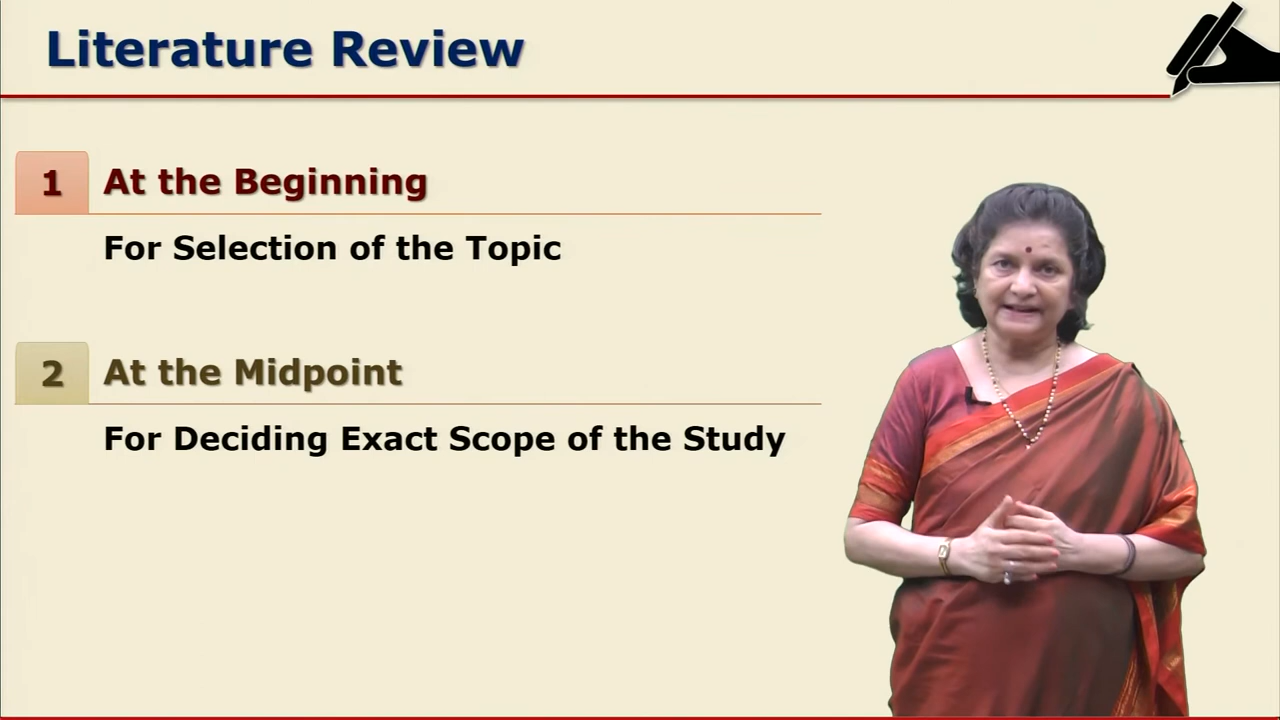 Literature Review
1 At the Beginning
For Selection of the Topic
2 At the Midpoint
For Deciding Exact Scope of the Study